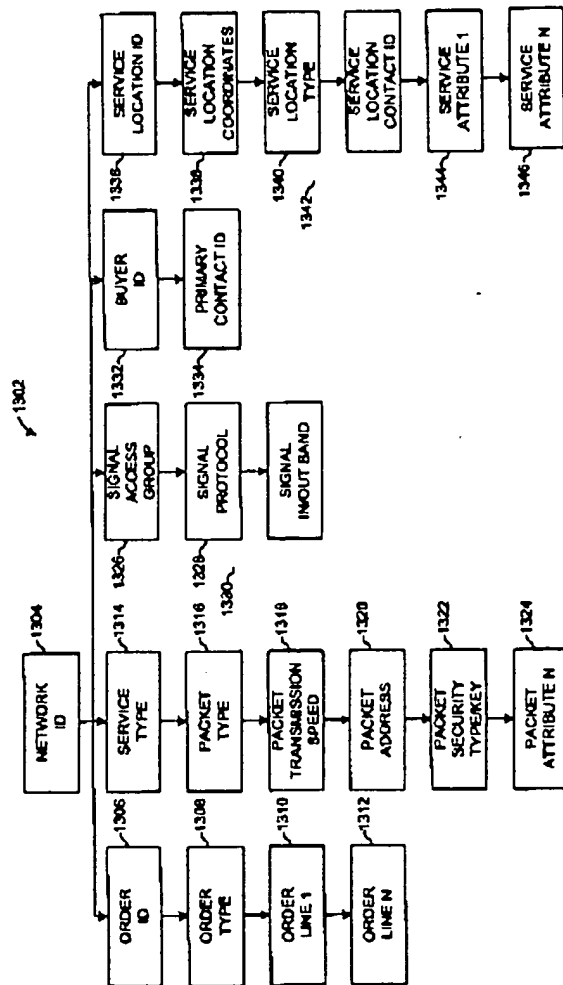 1302
1304
NETWORK
ID
1306
ORDER
ID
1308
ORDER
TYPE
1310
ORDER
LINE 1
1312
ORDER
LINE N
1314
SERVICE
TYPE
1316
PACKET
TYPE
1318
PACKET
TRANSMISSION
SPEED
1320
PACKET
ADDRESS
1322
PACKET
SECURITY
TYPE/KEY
1324
PACKET
ATTRIBUTE N
1326
SIGNAL
ACCESS
GROUP
1328
SIGNAL
PROTOCOL
1330
SIGNAL
IN/OUT BAND
1332
BUYER
ID
1334
PRIMARY
CONTACT ID
1336
SERVICE
LOCATION ID
1338
SERVICE
LOCATION
COORDINATES
1340
SERVICE
LOCATION
TYPE
1342
SERVICE
LOCATION
CONTACT ID
1344
SERVICE
ATTRIBUTE 1
1346
SERVICE
ATTRIBUTE N